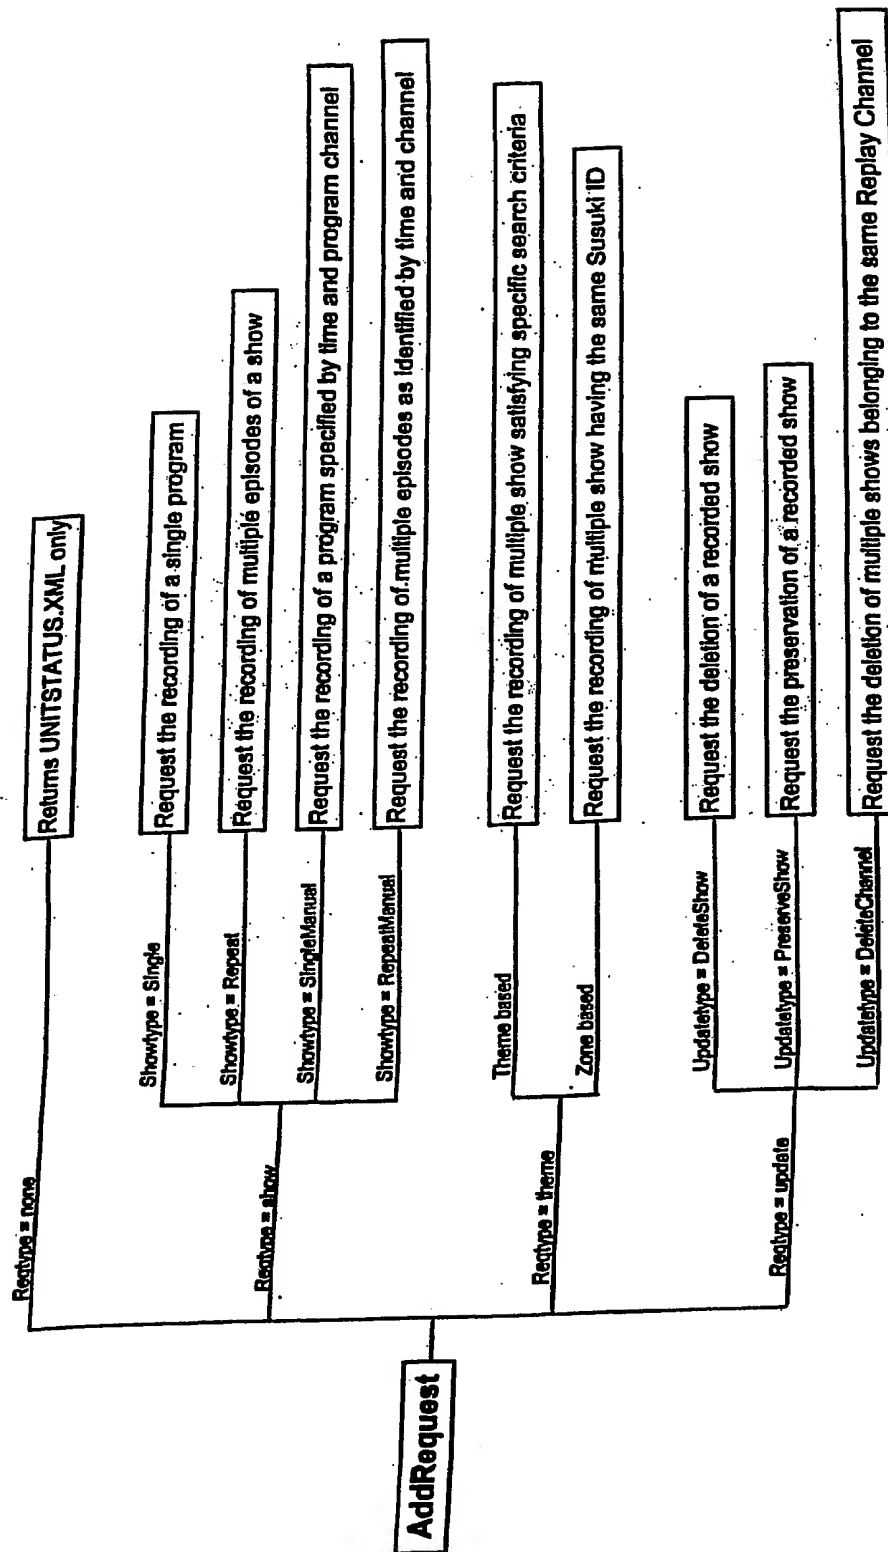 AddRequest
Reqtype = none
Returns UNITSTATUS.XML only
Reqtype = show
Showtype = Single
Request the recording of a single program
Showtype = Repeat
Request the recording of multiple episodes of a show
Showtype = SingleManual
Request the recording of a program specified by time and program channel
Showtype = RepeatManual
Request the recording of multiple episodes as identified by time and channel
Reqtype = theme
Theme based
Request the recording of multiple show satisfying specific search criteria
Zone based
Request the recording of multiple show having the same Susuki ID
Reqtype = update
Updatetype = DeleteShow
Request the deletion of a recorded show
Updatetype = PreserveShow
Request the preservation of a recorded show
Updatetype = DeleteChannel
Request the deletion of multiple shows belonging to the same Replay Channel